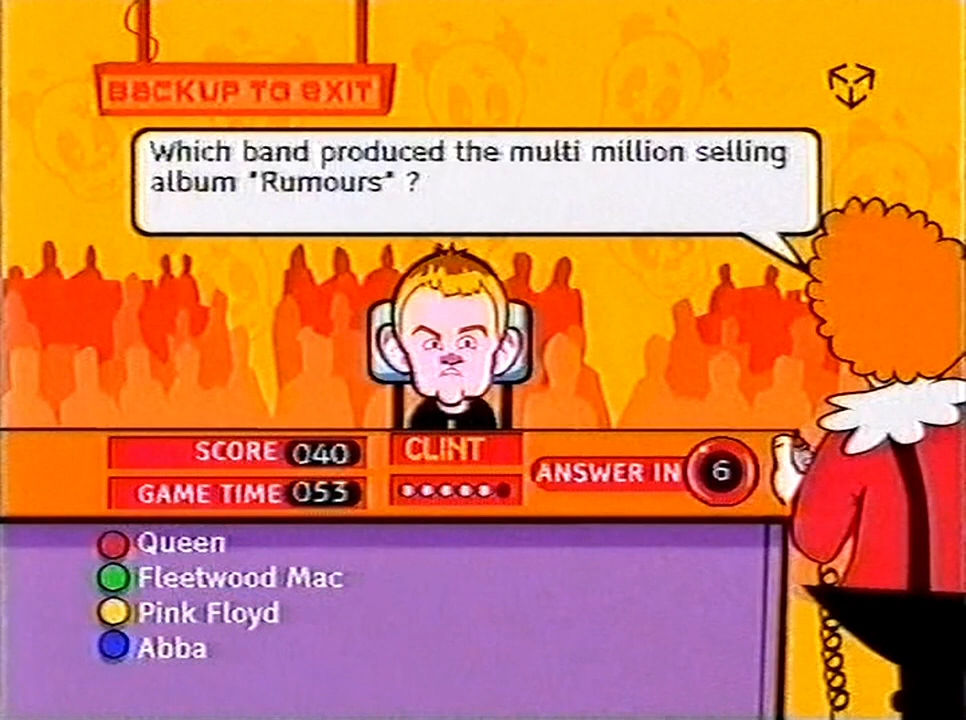 BACKUP TO EXIT
Which band produced the multi million selling
album "Rumours" ?
SCORE 040
CLINT
GAME TIME 053
ANSWER IN 6
Queen
Fleetwood Mac
Pink Floyd
Abba